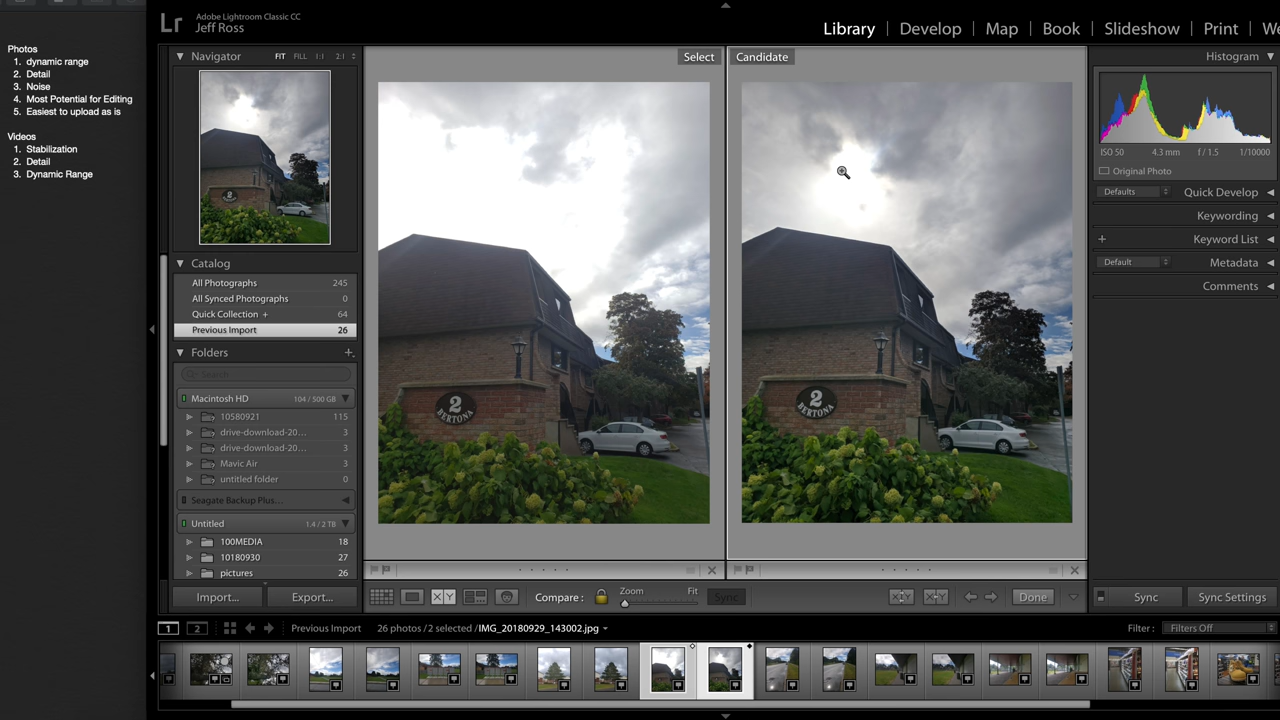 Photos
1. dynamic range
2. Detail
3. Noise
4. Most Potential for Editing
5. Easiest to upload as is
Videos
1. Stabilization
2. Detail
3. Dynamic Range
Lr
Adobe Lightroom Classic CC
Jeff Ross
Library | Develop | Map | Book | Slideshow | Print | We
Navigator FIT FILL 1:1 2:1
Catalog
All Photographs 245
All Synced Photographs 0
Quick Collection + 64
Previous Import 26
Folders +
Search
Macintosh HD 104 / 500 GB
10580921 115
drive-download-20... 3
drive-download-20... 3
Mavic Air 3
untitled folder 0
Seagate Backup Plus...
Untitled 1.4 / 2 TB
100MEDIA 18
10180930 27
pictures 26
Import... Export...
Select
2
BERTONA
Candidate
2
BERTONA
Compare : Zoom Fit Sync
X Y
Done
Histogram
ISO 50 4.3 mm f / 1.5 1/10000
Original Photo
Defaults Quick Develop
Keywording
+ Keyword List
Default Metadata
Comments
Sync Sync Settings
1 2 Previous Import 26 photos / 2 selected / IMG_20180929_143002.jpg
Filter : Filters Off